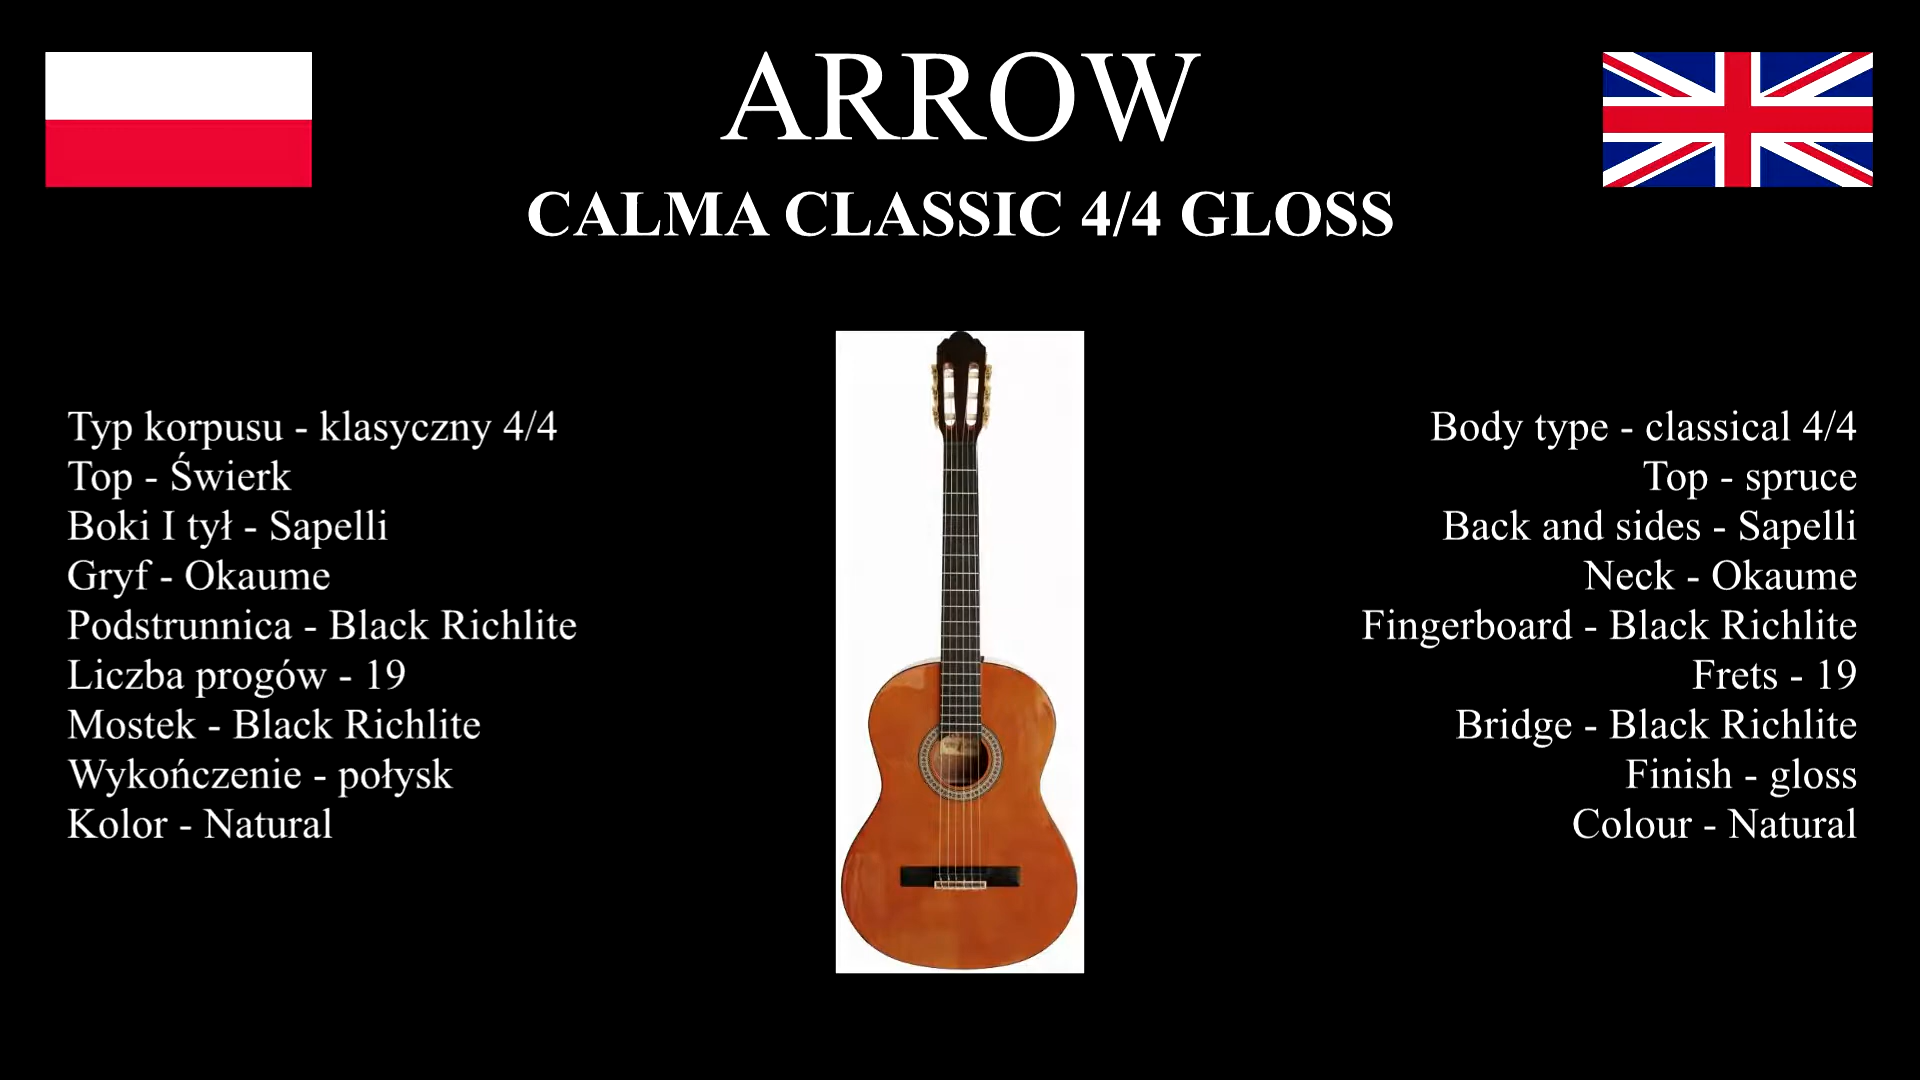 ARROW
CALMA CLASSIC 4/4 GLOSS
Typ korpusu - klasyczny 4/4
Top - Świerk
Boki I tył - Sapelli
Gryf - Okaume
Podstrunnica - Black Richlite
Liczba progów - 19
Mostek - Black Richlite
Wykończenie - połysk
Kolor - Natural
Body type - classical 4/4
Top - spruce
Back and sides - Sapelli
Neck - Okaume
Fingerboard - Black Richlite
Frets - 19
Bridge - Black Richlite
Finish - gloss
Colour - Natural